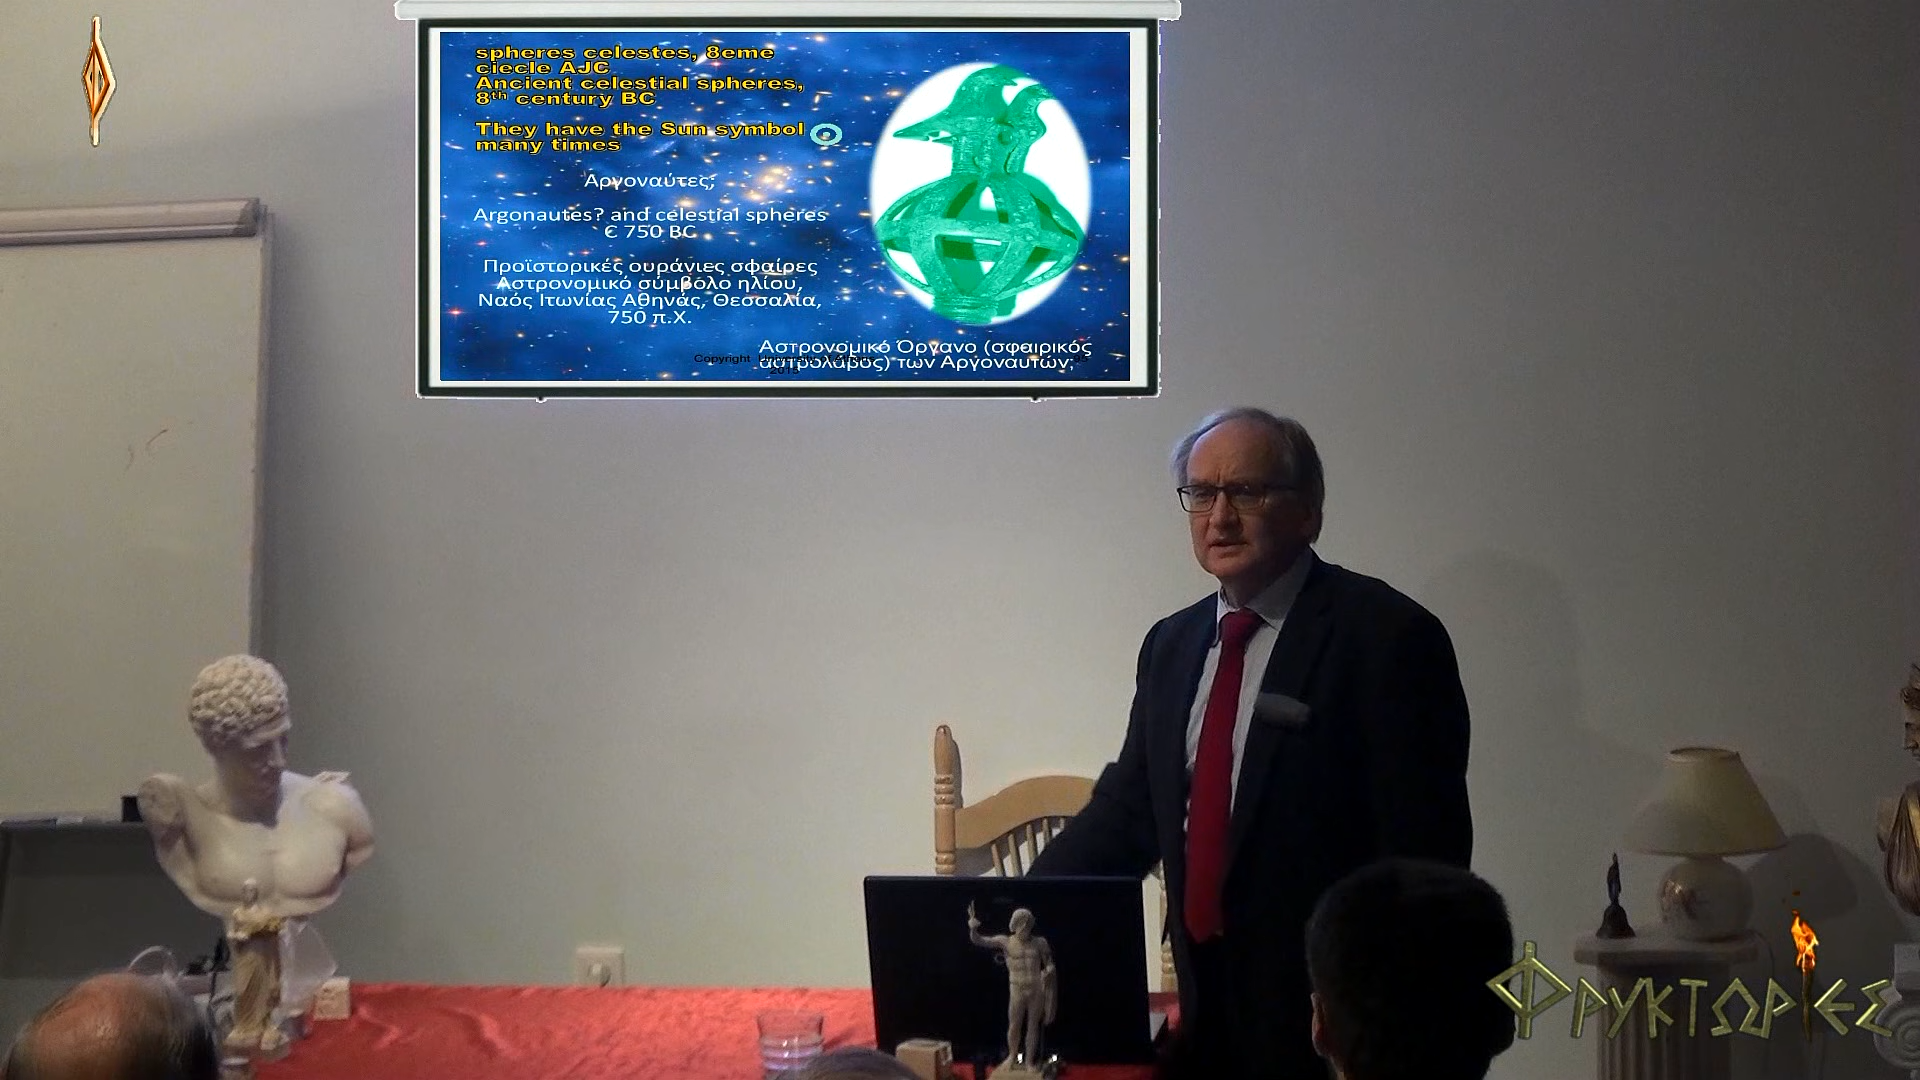 spheres celestes, 8eme
ciecle AJC
Ancient celestial spheres,
8th century BC
They have the Sun symbol
many times
Αργοναύτες;
Argonautes? and celestial spheres
€ 750 BC
Προϊστορικές ουράνιες σφαίρες
Αστρονομικό σύμβολο ηλίου,
Ναός Ιτωνίας Αθηνάς, Θεσσαλία,
750 π.Χ.
Αστρονομικό Όργανο (σφαιρικός
αστρολάβος) των Αργοναυτών;
Copyright
ΦΡΥΚΤΩΡΙΕΣ